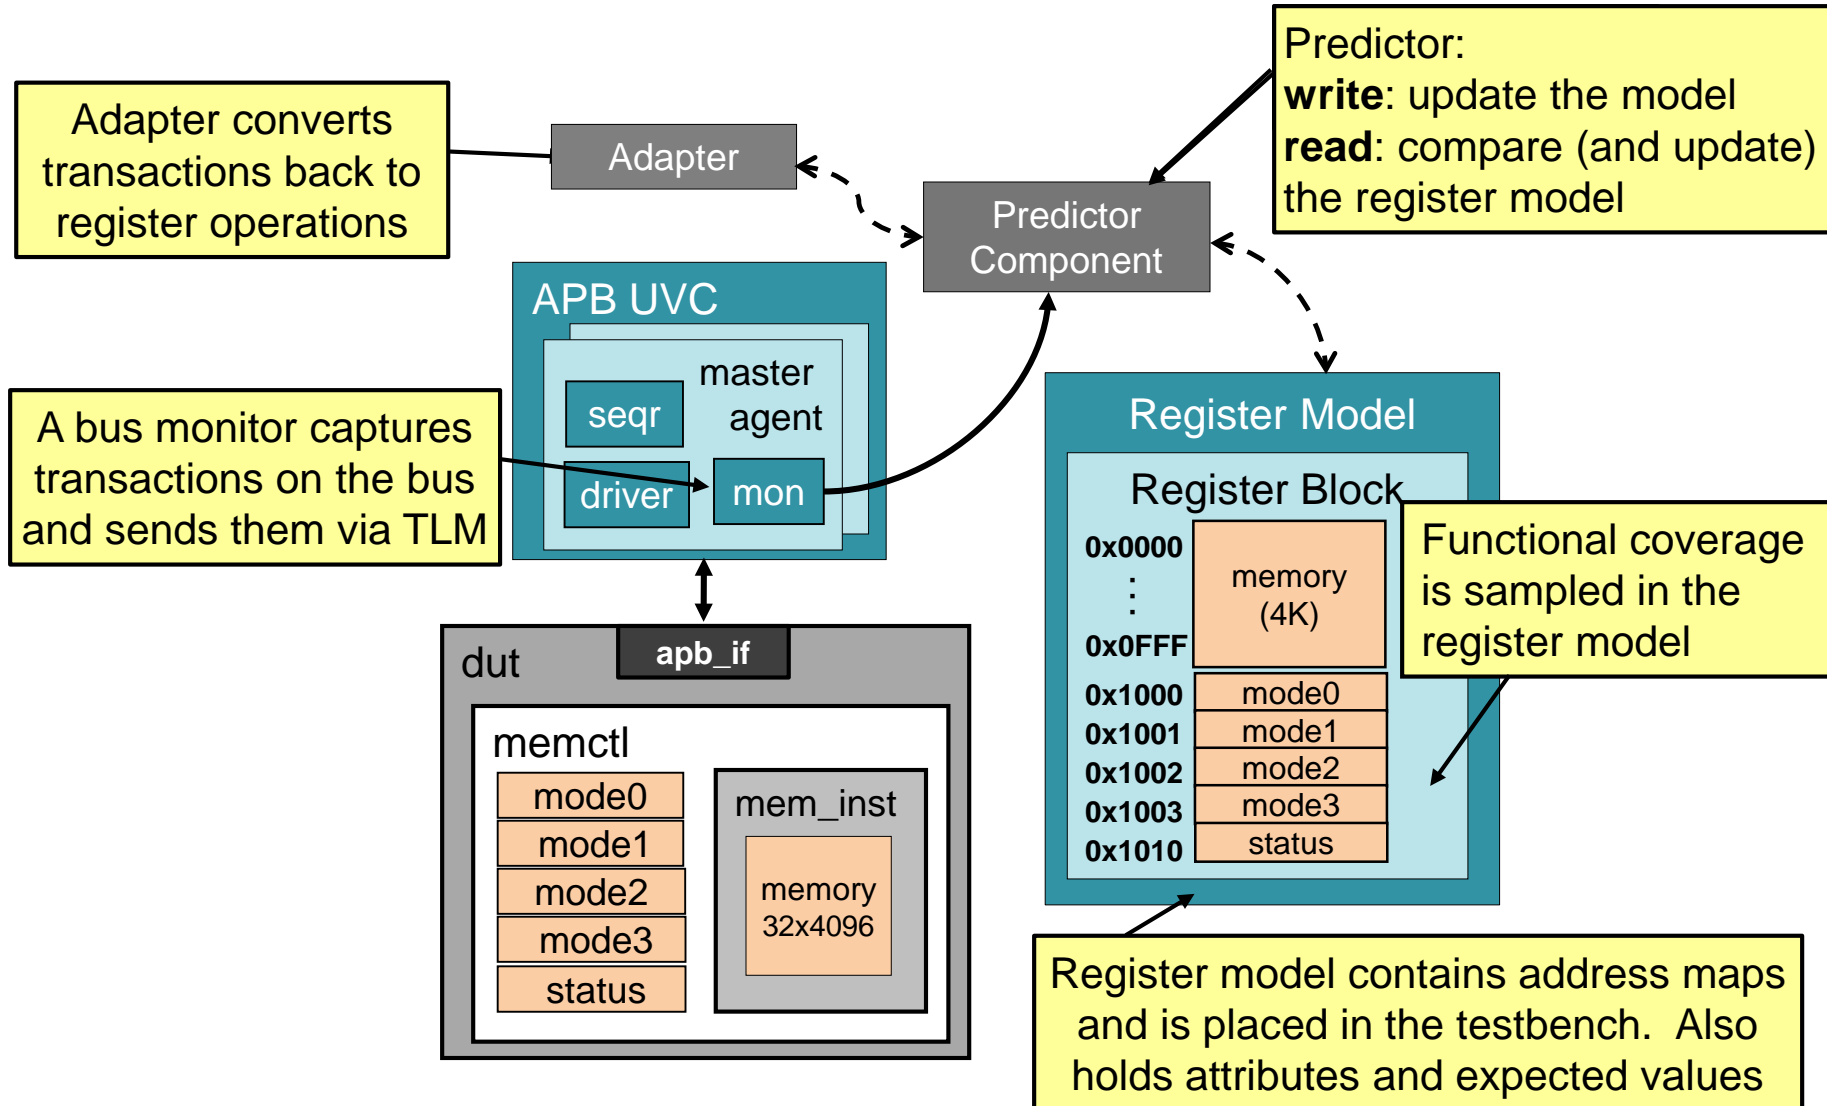 Predictor:
write: update the model
read: compare (and update)
the register model
Adapter converts
transactions back to
register operations
Adapter
Predictor
Component
APB UVC
master
agent
seqr
driver
mon
A bus monitor captures
transactions on the bus
and sends them via TLM
Register Model
Register Block
0x0000
⋮
0x0FFF
memory
(4K)
0x1000
mode0
0x1001
mode1
0x1002
mode2
0x1003
mode3
0x1010
status
Functional coverage
is sampled in the
register model
dut
apb_if
memctl
mode0
mode1
mode2
mode3
status
mem_inst
memory
32x4096
Register model contains address maps
and is placed in the testbench.  Also
holds attributes and expected values